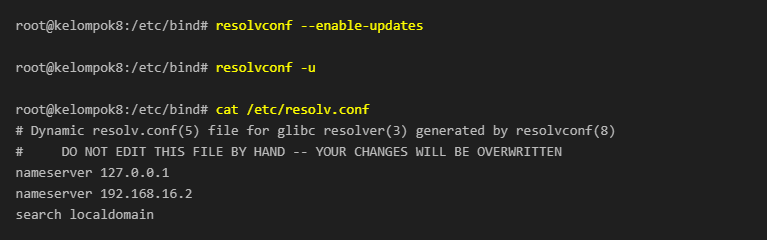 root@kelompok8:/etc/bind# resolvconf --enable-updates
root@kelompok8:/etc/bind# resolvconf -u
root@kelompok8:/etc/bind# cat /etc/resolv.conf
# Dynamic resolv.conf(5) file for glibc resolver(3) generated by resolvconf(8)
#     DO NOT EDIT THIS FILE BY HAND -- YOUR CHANGES WILL BE OVERWRITTEN
nameserver 127.0.0.1
nameserver 192.168.16.2
search localdomain